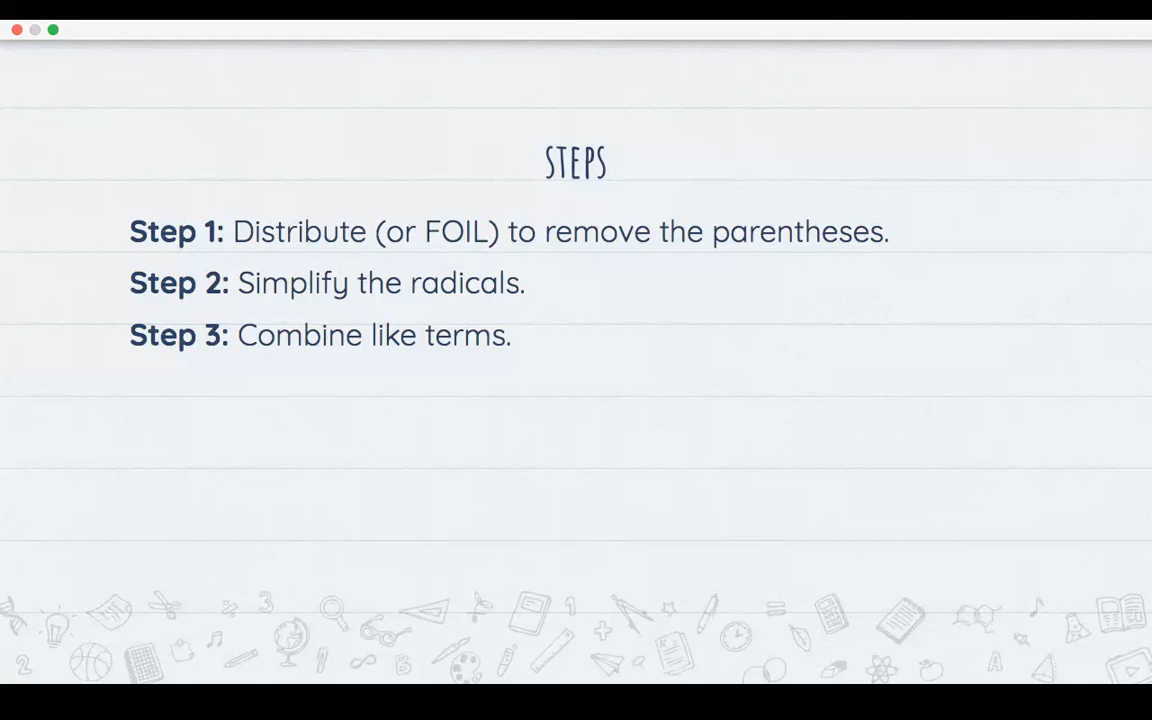 STEPS
Step 1: Distribute (or FOIL) to remove the parentheses.
Step 2: Simplify the radicals.
Step 3: Combine like terms.